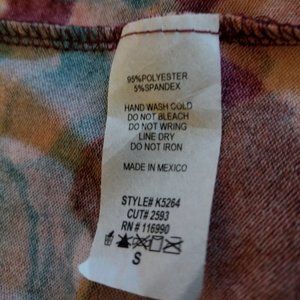 95%POLYESTER
5%SPANDEX
HAND WASH COLD
DO NOT BLEACH
DO NOT WRING
LINE DRY
DO NOT IRON
MADE IN MEXICO
STYLE# K5264
CUT# 2593
RN # 116990
S